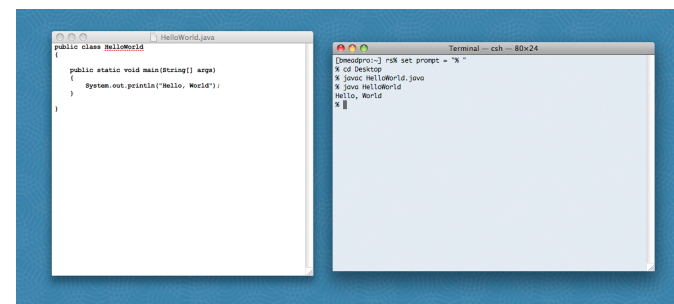 HelloWorld.java
public class HelloWorld
{
public static void main(String[] args)
{
System.out.println("Hello, World");
}
}
Terminal — csh — 80×24
[bmeadpro:~] rs% set prompt = "% "
% cd Desktop
% javac HelloWorld.java
% java HelloWorld
Hello, World
%